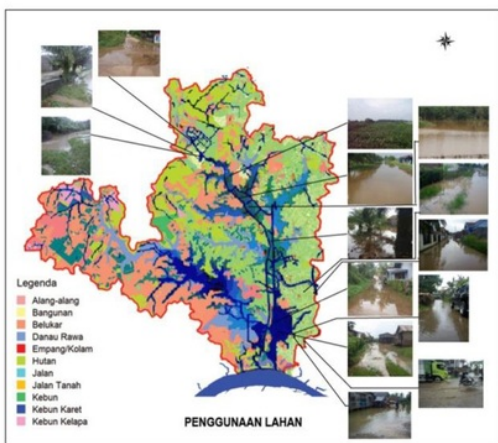 Legenda
Alang-alang
Bangunan
Belukar
Danau Rawa
Empang/Kolam
Hutan
Jalan
Jalan Tanah
Kebun
Kebun Karet
Kebun Kelapa
PENGGUNAAN LAHAN